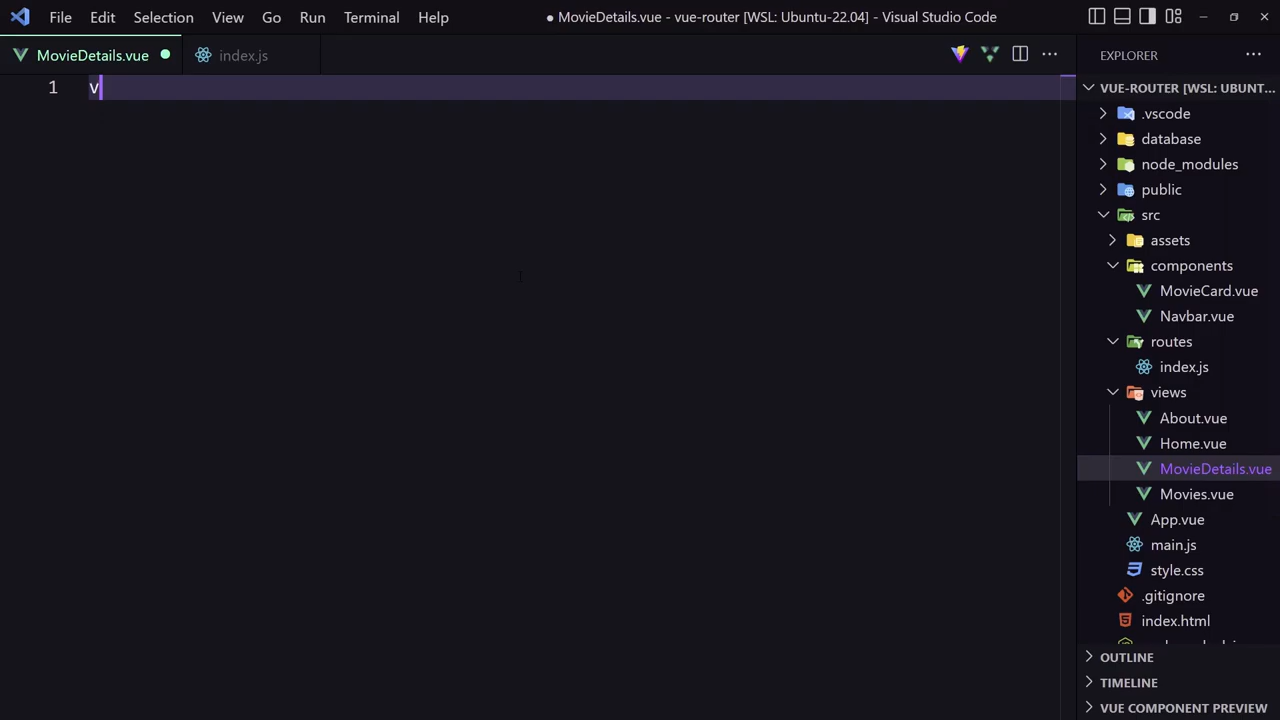 File Edit Selection View Go Run Terminal Help ● MovieDetails.vue - vue-router [WSL: Ubuntu-22.04] - Visual Studio Code
MovieDetails.vue ● index.js
1 v
EXPLORER
VUE-ROUTER [WSL: UBUNT...
.vscode
database
node_modules
public
src
assets
components
MovieCard.vue
Navbar.vue
routes
index.js
views
About.vue
Home.vue
MovieDetails.vue
Movies.vue
App.vue
main.js
style.css
.gitignore
index.html
OUTLINE
TIMELINE
VUE COMPONENT PREVIEW